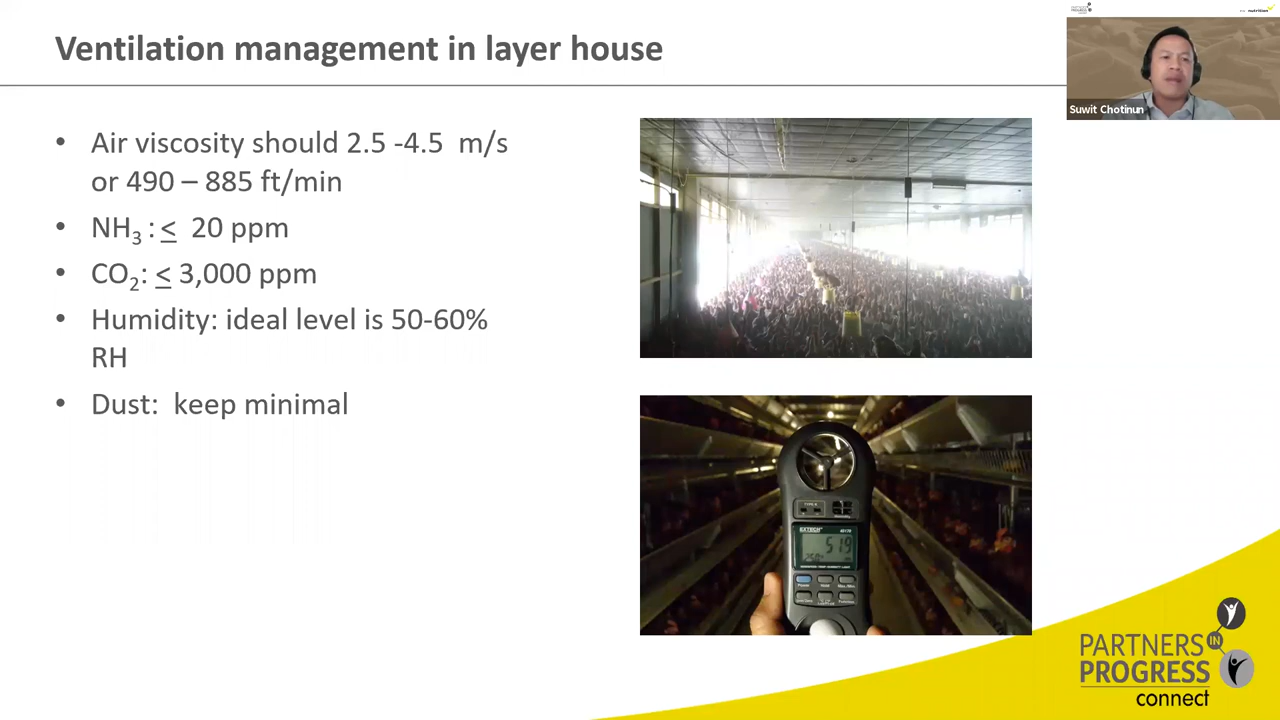 Ventilation management in layer house
Suwit Chotinun
• Air viscosity should 2.5 -4.5 m/s
or 490 – 885 ft/min
• NH3 : ≤ 20 ppm
• CO2: ≤ 3,000 ppm
• Humidity: ideal level is 50-60%
RH
• Dust: keep minimal
EXTECH
519
PARTNERS
IN
PROGRESS
connect